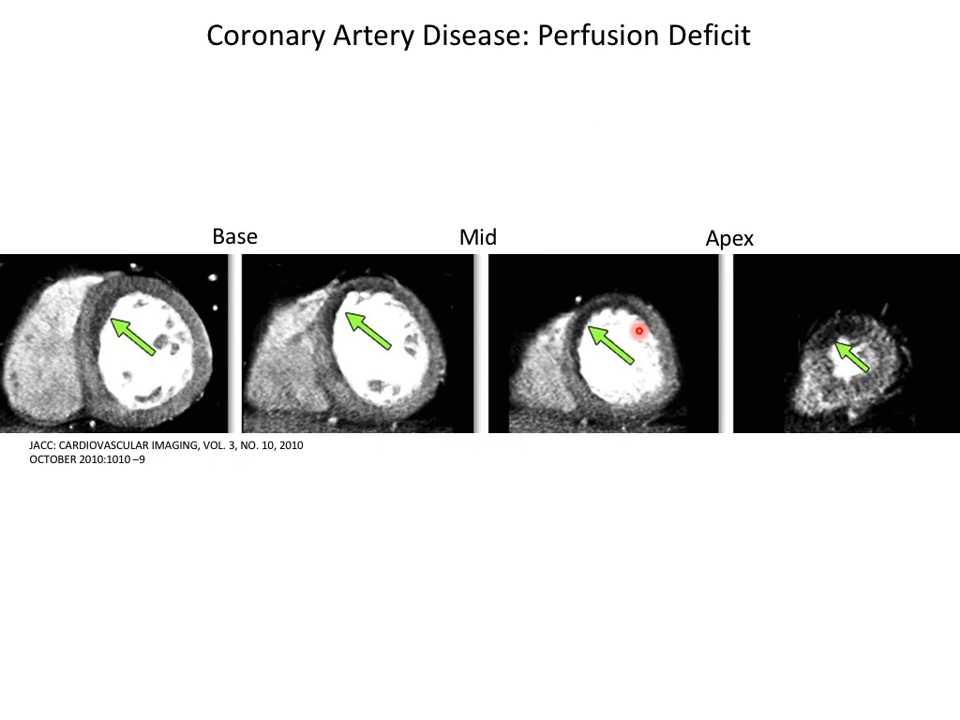 Coronary Artery Disease: Perfusion Deficit
Base Mid Apex
JACC: CARDIOVASCULAR IMAGING, VOL. 3, NO. 10, 2010
OCTOBER 2010:1010 –9